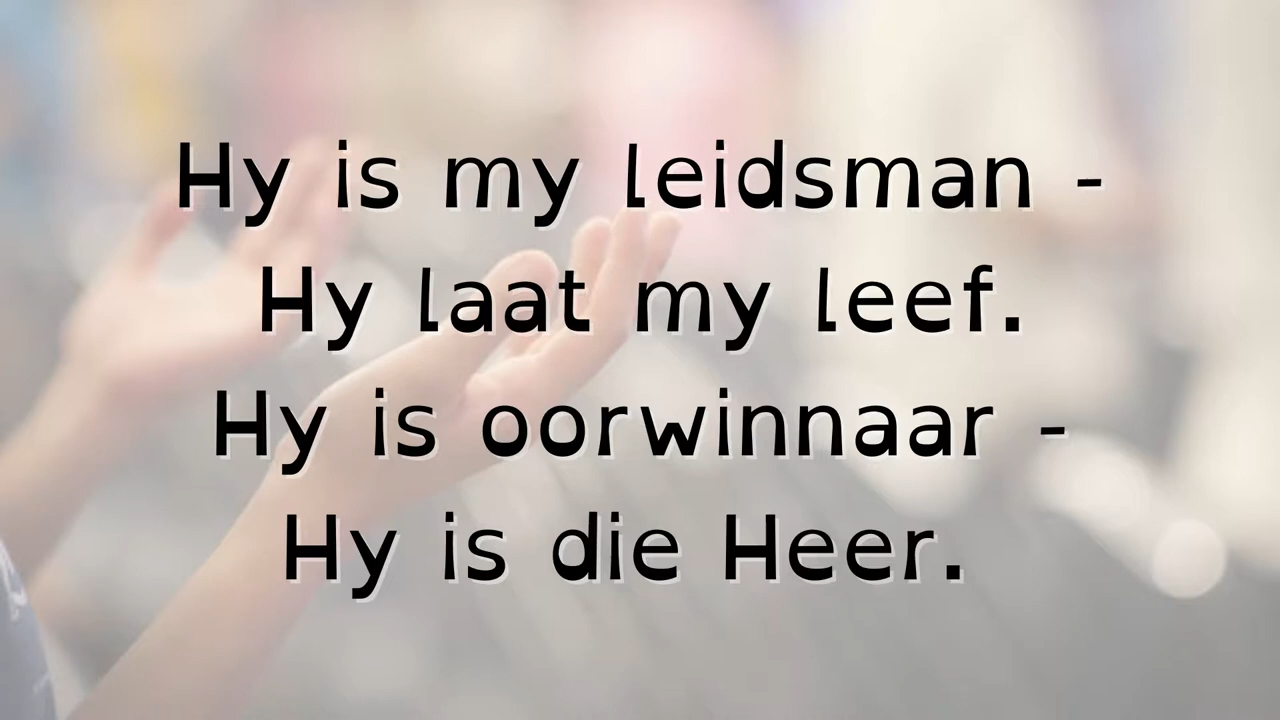 Hy is my leidsman -
Hy laat my leef.
Hy is oorwinnaar -
Hy is die Heer.